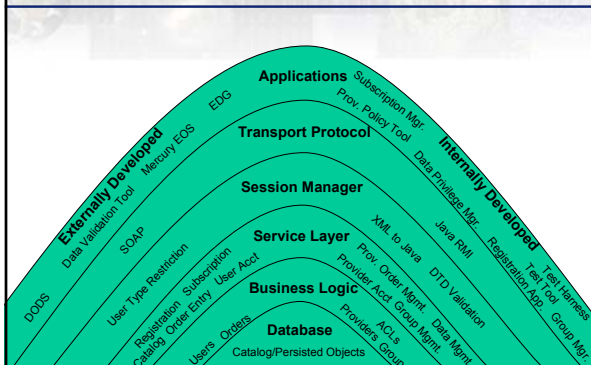 Applications
Subscription Mgr.
EDG
Prov. Policy Tool
Externally Developed
Internally Developed
Mercury EOS
Transport Protocol
Data Privilege Mgr
Data Validation Tool
Session Manager
SOAP
XML to Java
Java RMI
Registration App.
Test Tool
Test Harness
DODS
User Type Restriction
Service Layer
DTD Validation
Group Mgr.
Registration
Subscription
Prov. Order Mgmt.
Data Mgmt
Catalog
Order Entry
User Acct
Business Logic
Provider Acct
Group Mgmt.
Users
Orders
Database
ACLs
Providers
Group
Catalog/Persisted Objects